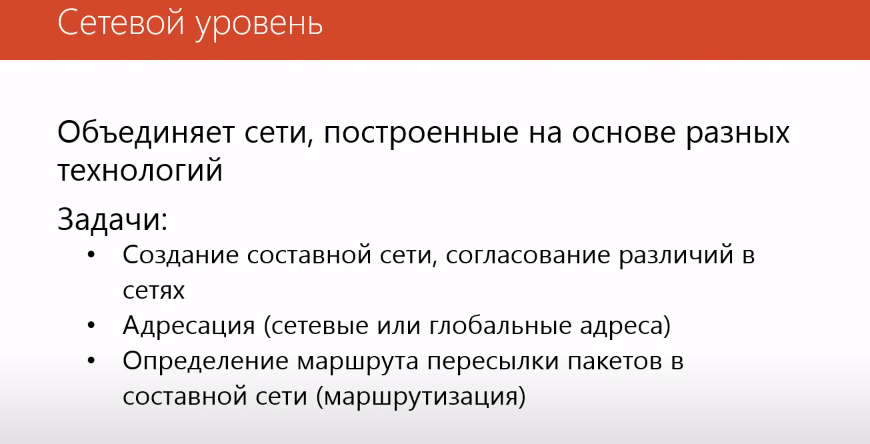 Сетевой уровень
Объединяет сети, построенные на основе разных
технологий
Задачи:
• Создание составной сети, согласование различий в
сетях
• Адресация (сетевые или глобальные адреса)
• Определение маршрута пересылки пакетов в
составной сети (маршрутизация)